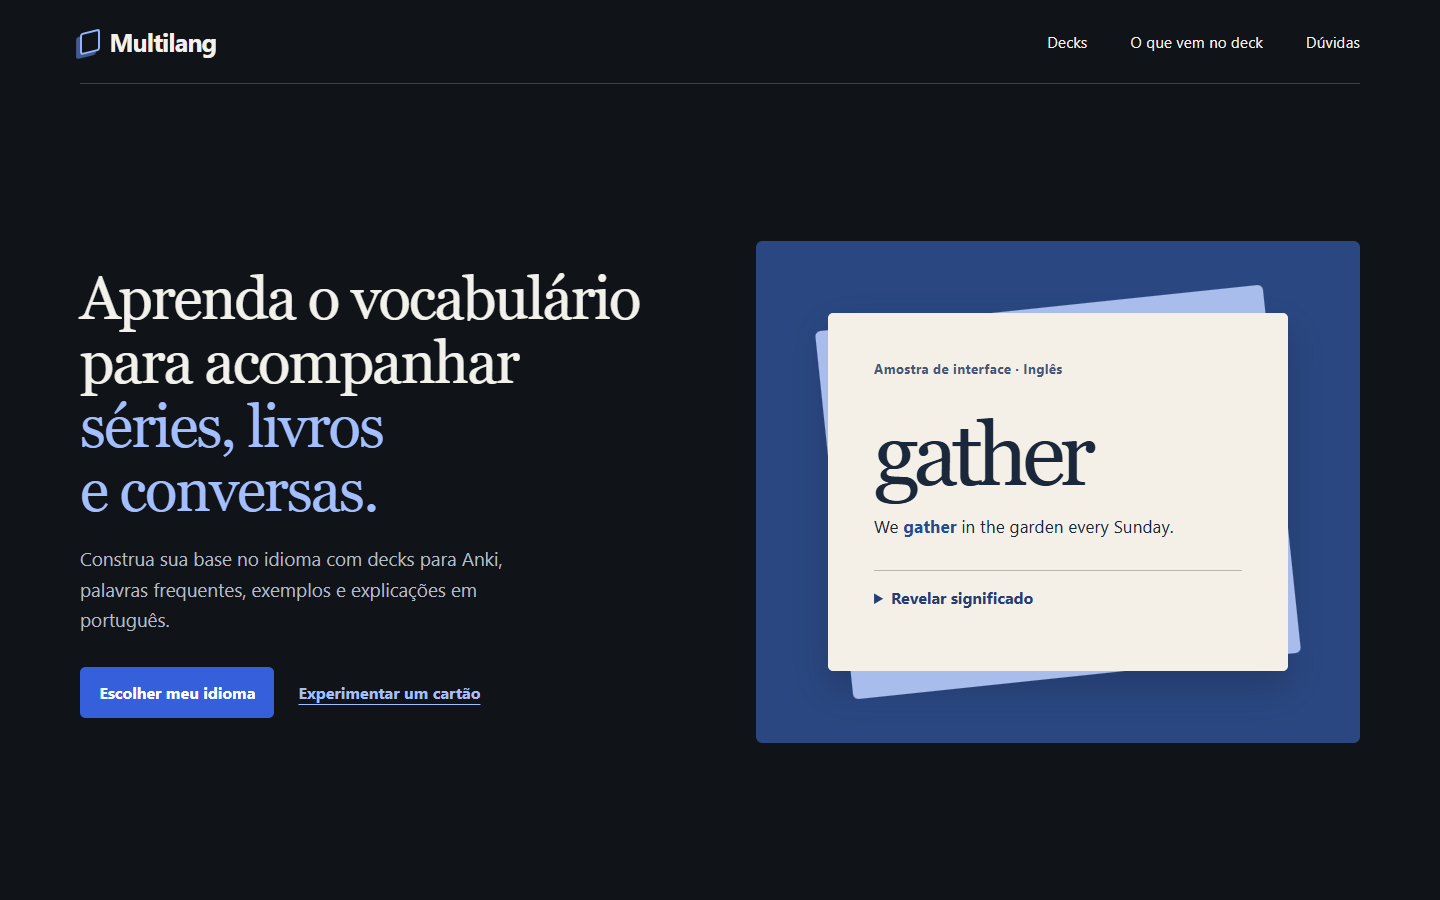 Multilang
Decks
O que vem no deck
Dúvidas
Aprenda o vocabulário
para acompanhar
séries, livros
e conversas.
Construa sua base no idioma com decks para Anki,
palavras frequentes, exemplos e explicações em
português.
Escolher meu idioma
Experimentar um cartão
Amostra de interface · Inglês
gather
We gather in the garden every Sunday.
Revelar significado